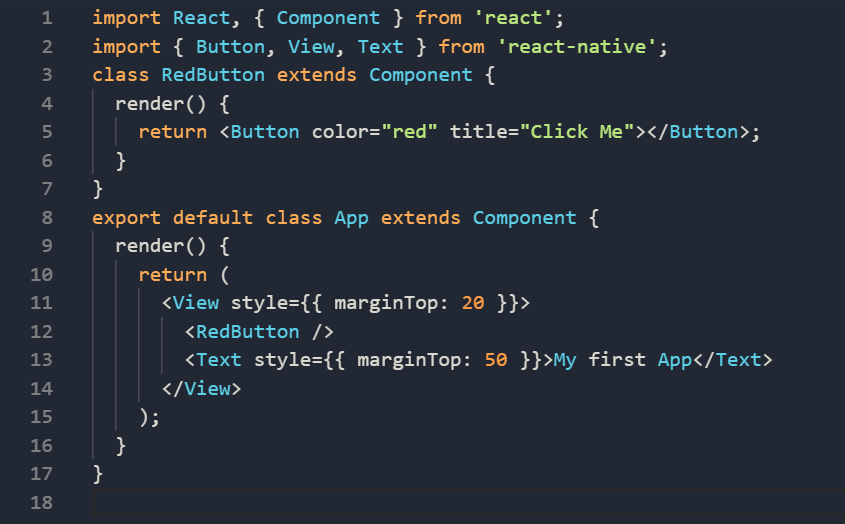 1 import React, { Component } from 'react';
2 import { Button, View, Text } from 'react-native';
3 class RedButton extends Component {
4   render() {
5     return <Button color="red" title="Click Me"></Button>;
6   }
7 }
8 export default class App extends Component {
9   render() {
10     return (
11       <View style={{ marginTop: 20 }}>
12         <RedButton />
13         <Text style={{ marginTop: 50 }}>My first App</Text>
14       </View>
15     );
16   }
17 }
18